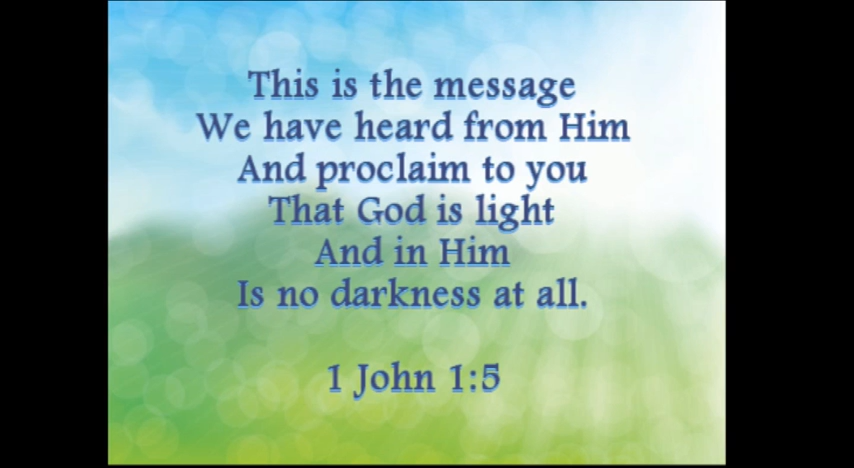 This is the message
We have heard from Him
And proclaim to you
That God is light
And in Him
Is no darkness at all.
1 John 1:5